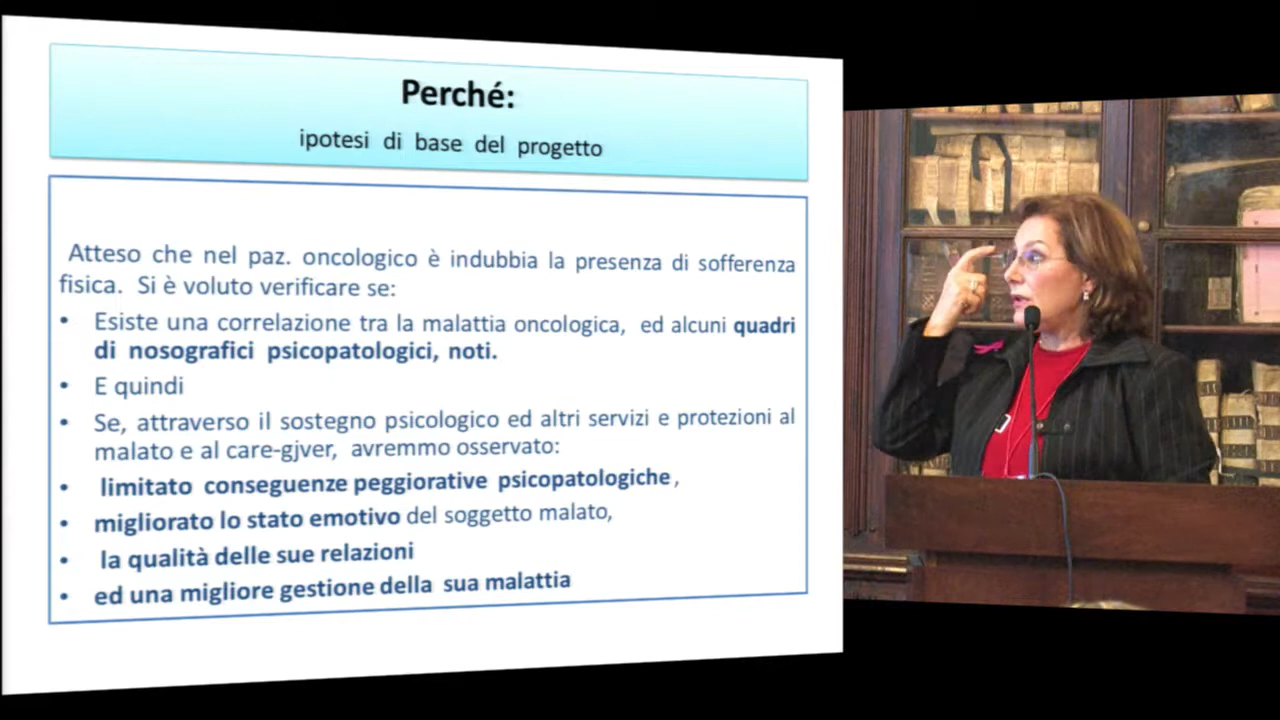 Perché:
ipotesi di base del progetto
Atteso che nel paz. oncologico è indubbia la presenza di sofferenza
fisica. Si è voluto verificare se:
• Esiste una correlazione tra la malattia oncologica, ed alcuni quadri
di nosografici psicopatologici, noti.
• E quindi
• Se, attraverso il sostegno psicologico ed altri servizi e protezioni al
malato e al care-gjver, avremmo osservato:
• limitato conseguenze peggiorative psicopatologiche,
• migliorato lo stato emotivo del soggetto malato,
• la qualità delle sue relazioni
• ed una migliore gestione della sua malattia